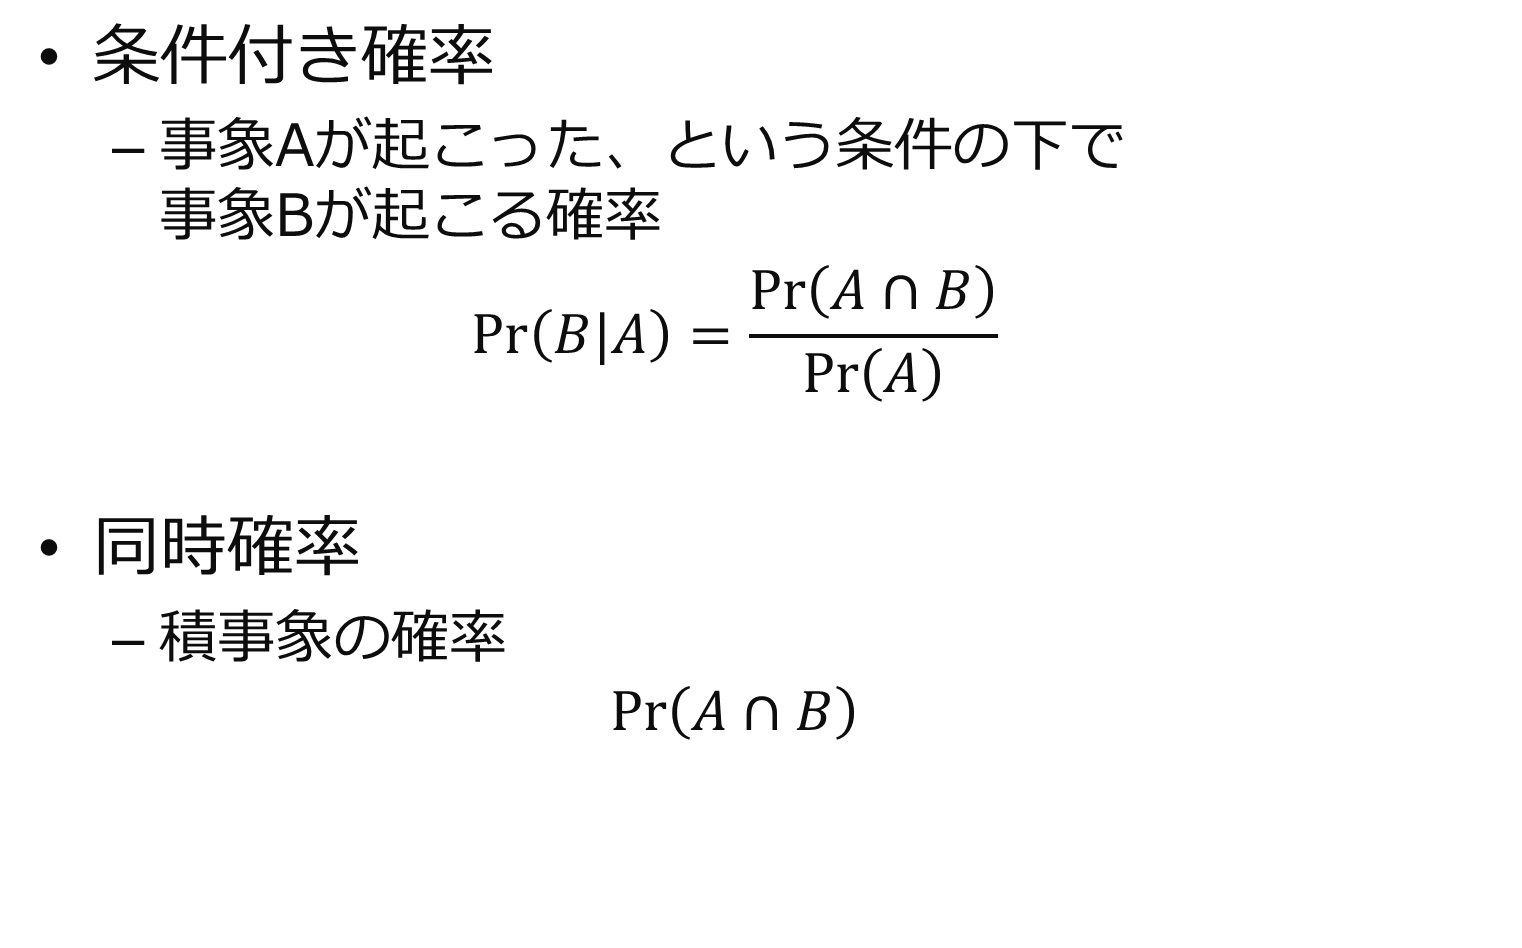 • 条件付き確率
– 事象Aが起こった、という条件の下で
事象Bが起こる確率
Pr(B|A) = Pr(A ∩ B) / Pr(A)
• 同時確率
– 積事象の確率
Pr(A ∩ B)